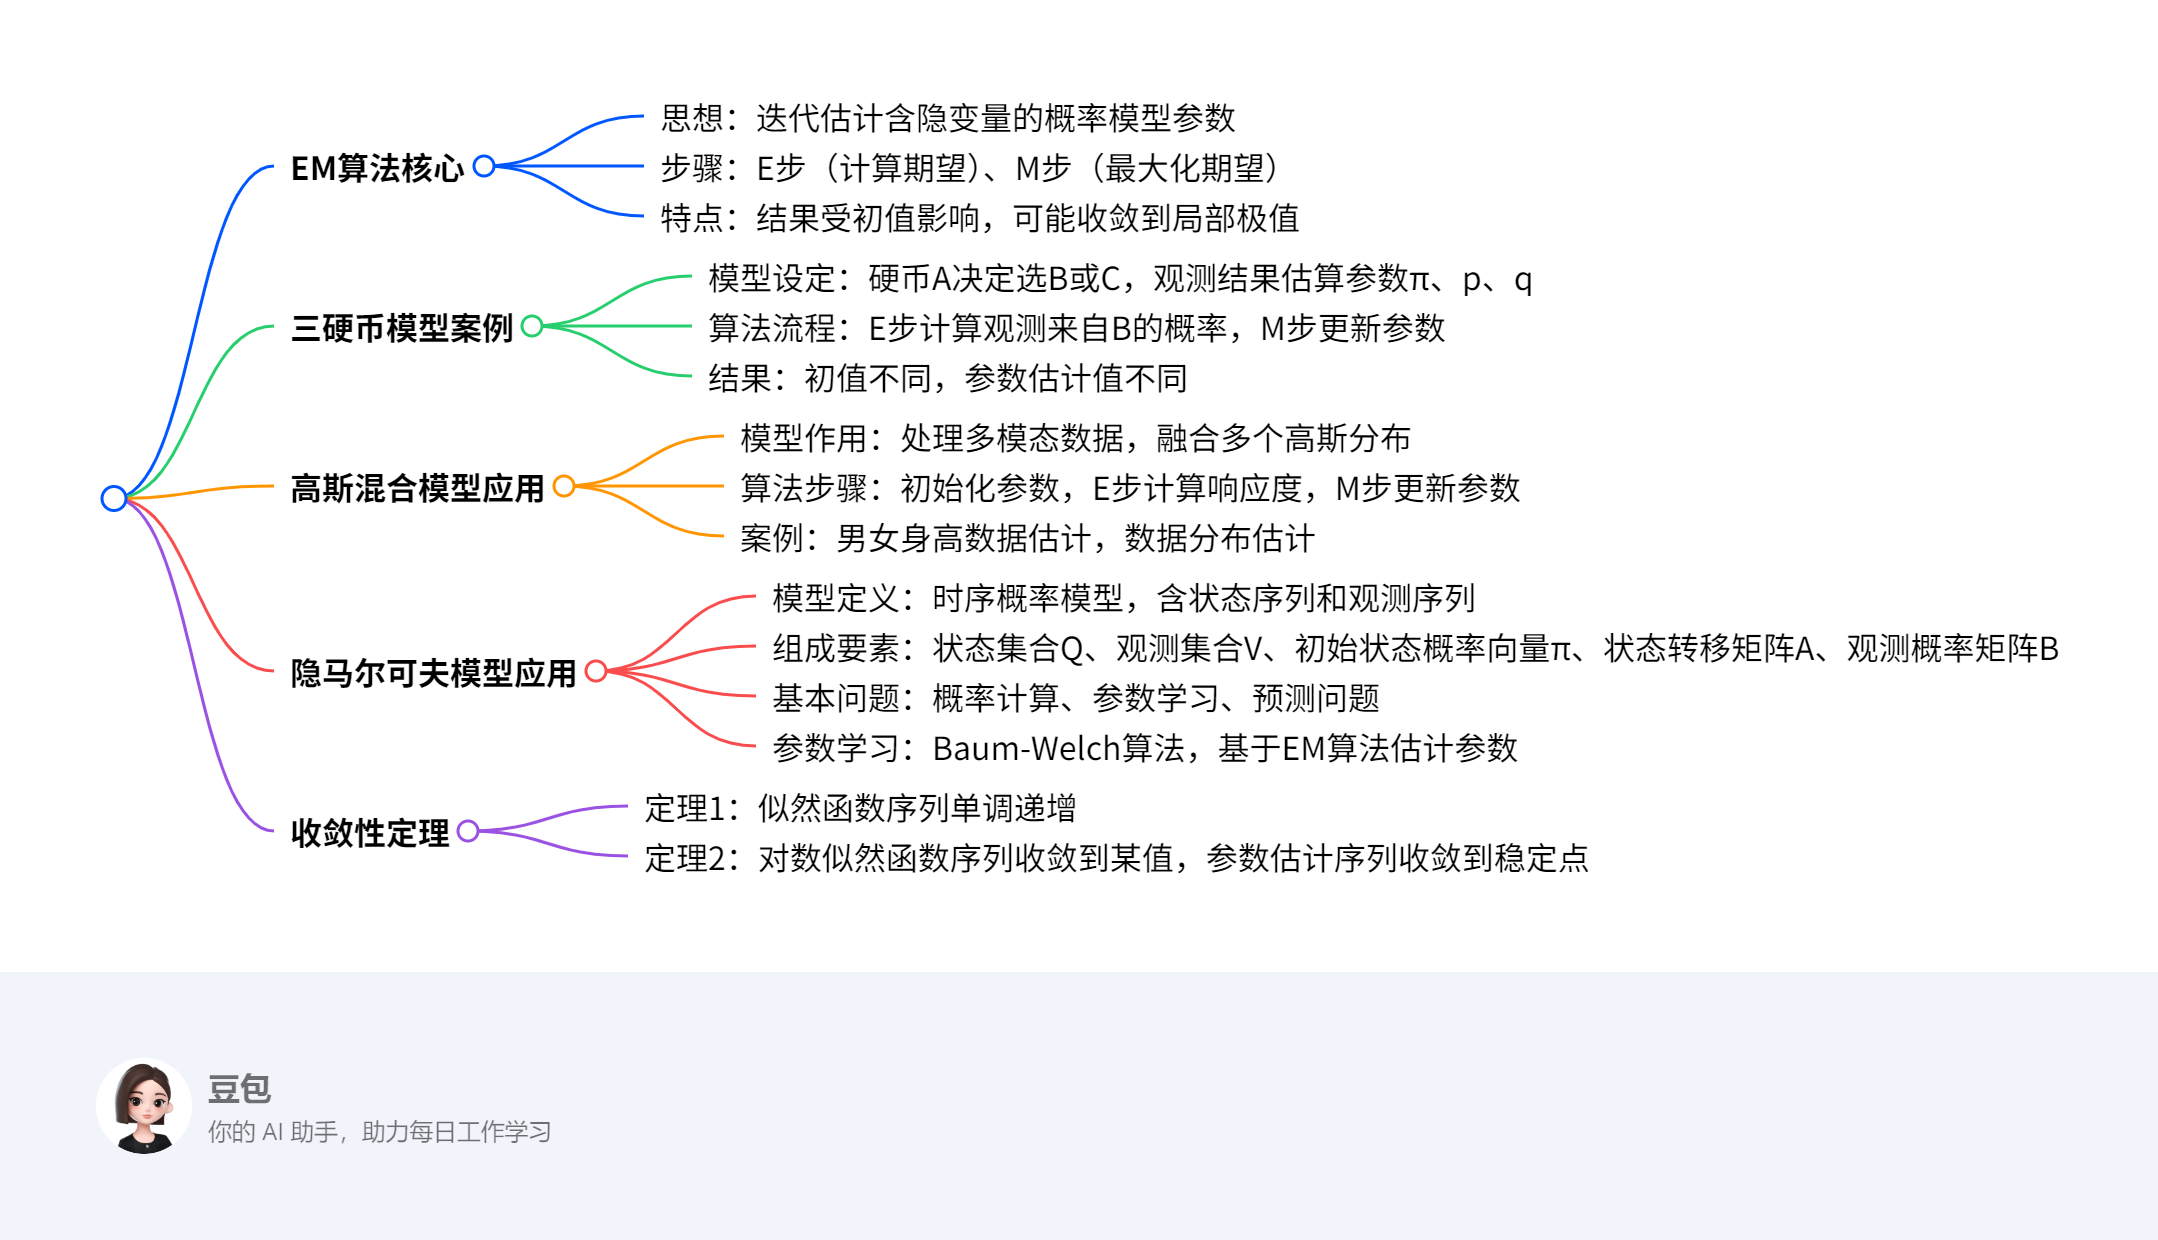 EM算法核心
思想：迭代估计含隐变量的概率模型参数
步骤：E步（计算期望）、M步（最大化期望）
特点：结果受初值影响，可能收敛到局部极值
三硬币模型案例
模型设定：硬币A决定选B或C，观测结果估算参数π、p、q
算法流程：E步计算观测来自B的概率，M步更新参数
结果：初值不同，参数估计值不同
高斯混合模型应用
模型作用：处理多模态数据，融合多个高斯分布
算法步骤：初始化参数，E步计算响应度，M步更新参数
案例：男女身高数据估计，数据分布估计
隐马尔可夫模型应用
模型定义：时序概率模型，含状态序列和观测序列
组成要素：状态集合Q、观测集合V、初始状态概率向量π、状态转移矩阵A、观测概率矩阵B
基本问题：概率计算、参数学习、预测问题
参数学习：Baum-Welch算法，基于EM算法估计参数
收敛性定理
定理1：似然函数序列单调递增
定理2：对数似然函数序列收敛到某值，参数估计序列收敛到稳定点
豆包
你的 AI 助手，助力每日工作学习